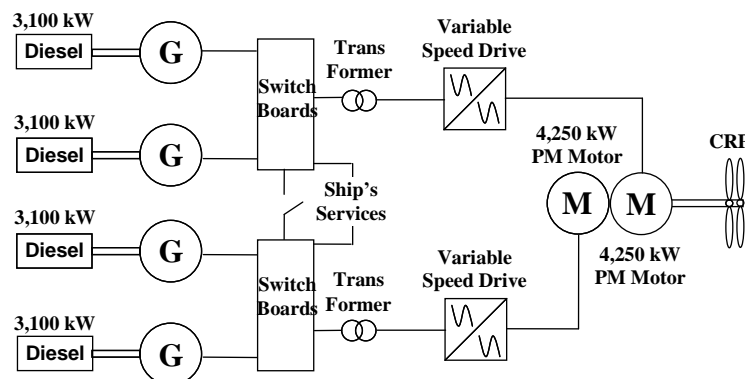 3,100 kW
Diesel
G
3,100 kW
Diesel
G
3,100 kW
Diesel
G
3,100 kW
Diesel
G
Switch
Boards
Trans
Former
Variable
Speed Drive
Ship's
Services
Switch
Boards
Trans
Former
Variable
Speed Drive
4,250 kW
PM Motor
M
M
4,250 kW
PM Motor